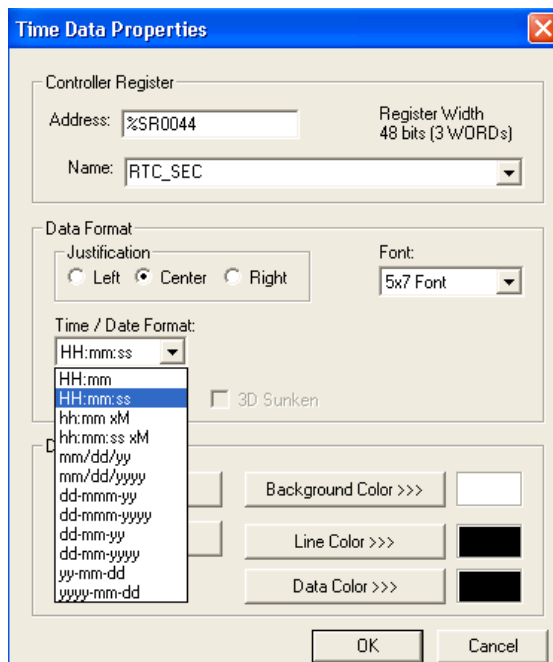 Time Data Properties
Controller Register
Address: %SR0044
Register Width
48 bits (3 WORDs)
Name: RTC_SEC
Data Format
Justification
Left Center Right
Font:
5x7 Font
Time / Date Format:
HH:mm:ss
HH:mm
HH:mm:ss
hh:mm xM
hh:mm:ss xM
mm/dd/yy
mm/dd/yyyy
dd-mmm-yy
dd-mmm-yyyy
dd-mm-yy
dd-mm-yyyy
yy-mm-dd
yyyy-mm-dd
3D Sunken
D
Background Color >>>
Line Color >>>
Data Color >>>
OK Cancel